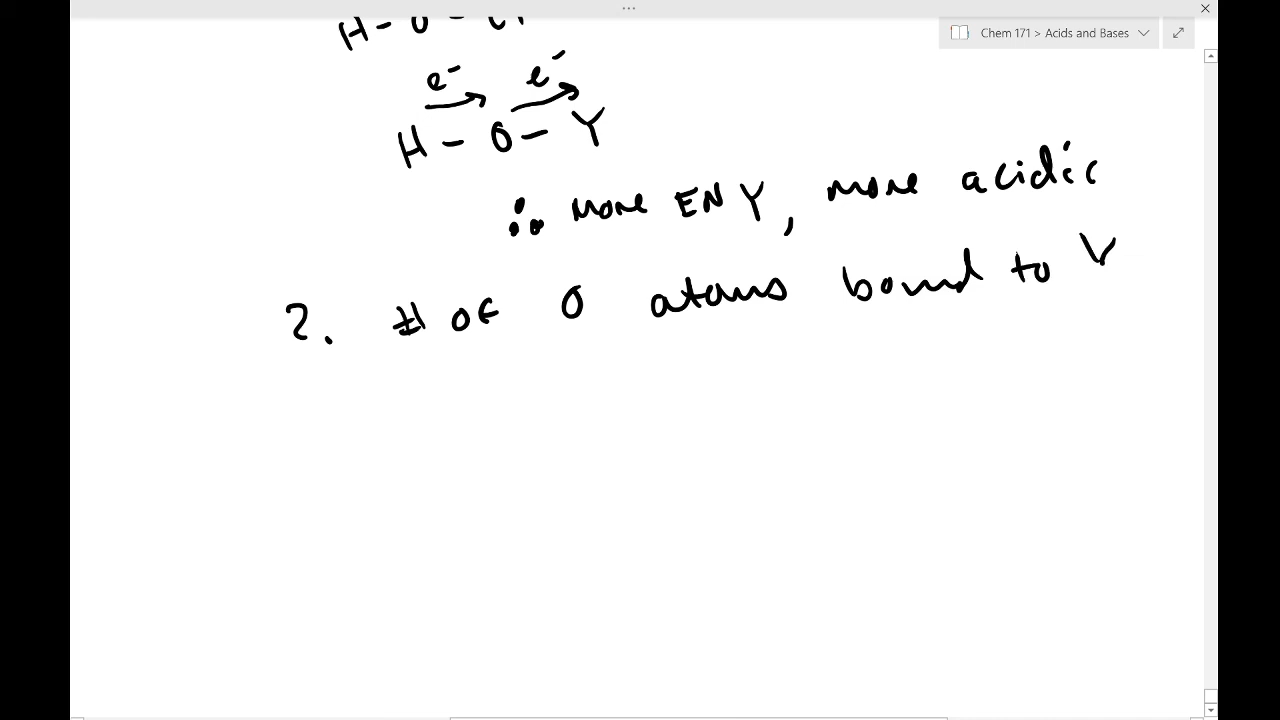 Chem 171 > Acids and Bases
H - O -
e⁻ e⁻
H - O - Y
∴ more EN Y, more acidic
2. # of O atoms bound to